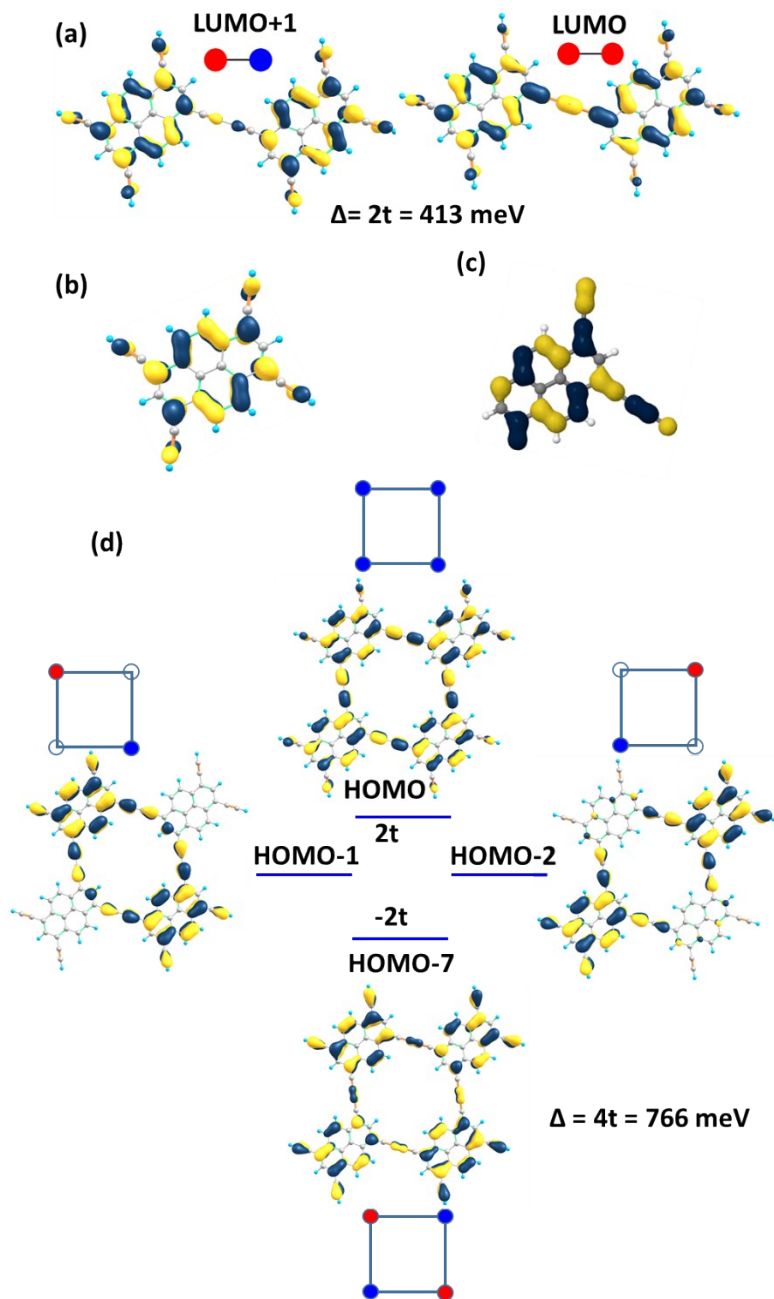 (a)
LUMO+1
LUMO
Δ= 2t = 413 meV
(b)
(c)
(d)
HOMO
2t
HOMO-1
HOMO-2
-2t
HOMO-7
Δ = 4t = 766 meV